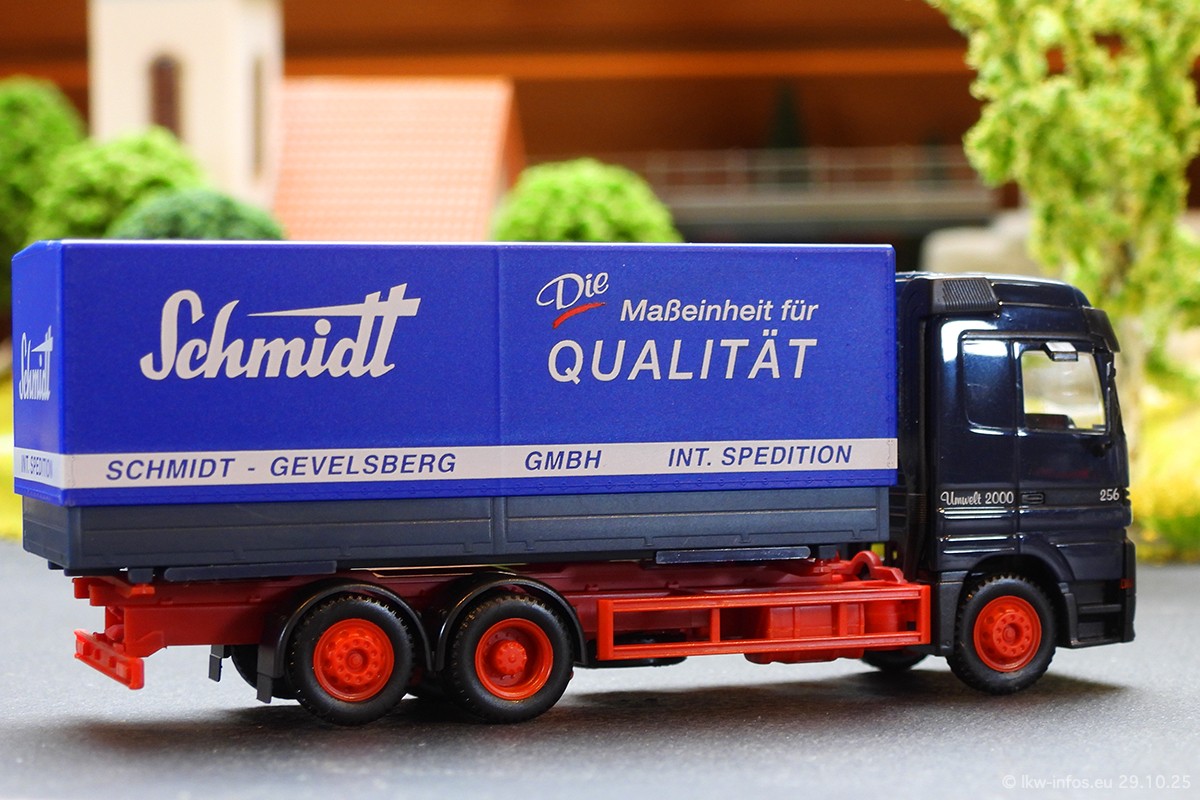 Schmidt
Die
Maßeinheit für
QUALITÄT
Schmidt
SCHMIDT - GEVELSBERG GMBH INT. SPEDITION
INT. SPEDITION
Umwelt 2000 256
© lkw-infos.eu 29.10.25